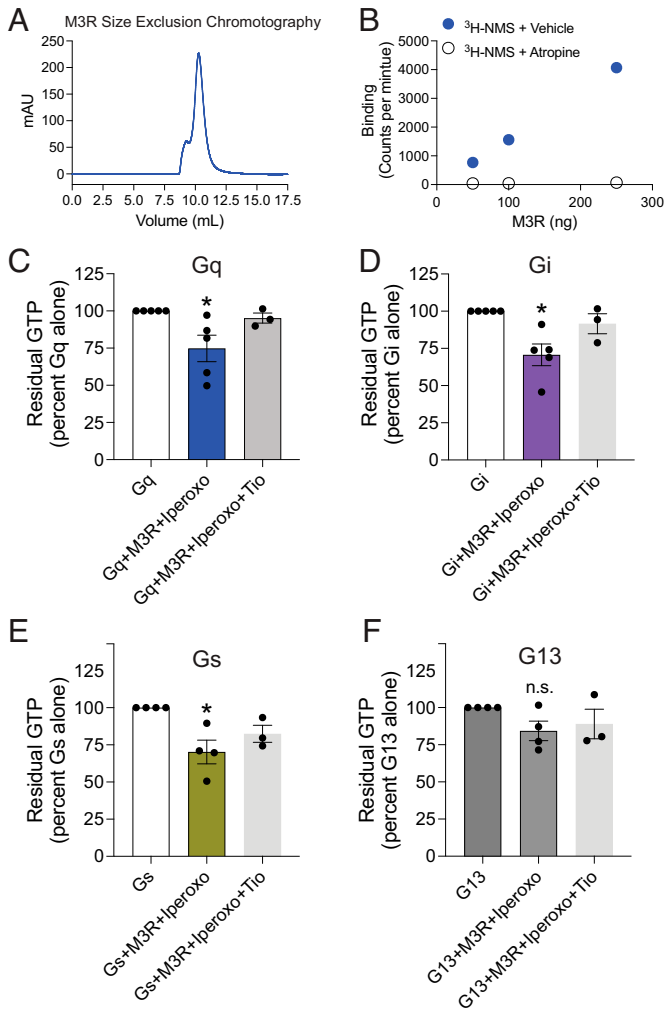 A
M3R Size Exclusion Chromotography
mAU
250
200
150
100
50
0
0.0 2.5 5.0 7.5 10.0 12.5 15.0 17.5
Volume (mL)
B
³H-NMS + Vehicle
³H-NMS + Atropine
Binding
(Counts per mintue)
5000
4000
3000
2000
1000
0
0 100 200 300
M3R (ng)
C
Gq
Residual GTP
(percent Gq alone)
125
100
75
50
25
0
*
Gq
Gq+M3R+Iperoxo
Gq+M3R+Iperoxo+Tio
D
Gi
Residual GTP
(percent Gi alone)
125
100
75
50
25
0
*
Gi
Gi+M3R+Iperoxo
Gi+M3R+Iperoxo+Tio
E
Gs
Residual GTP
(percent Gs alone)
125
100
75
50
25
0
*
Gs
Gs+M3R+Iperoxo
Gs+M3R+Iperoxo+Tio
F
G13
Residual GTP
(percent G13 alone)
125
100
75
50
25
0
n.s.
G13
G13+M3R+Iperoxo
G13+M3R+Iperoxo+Tio